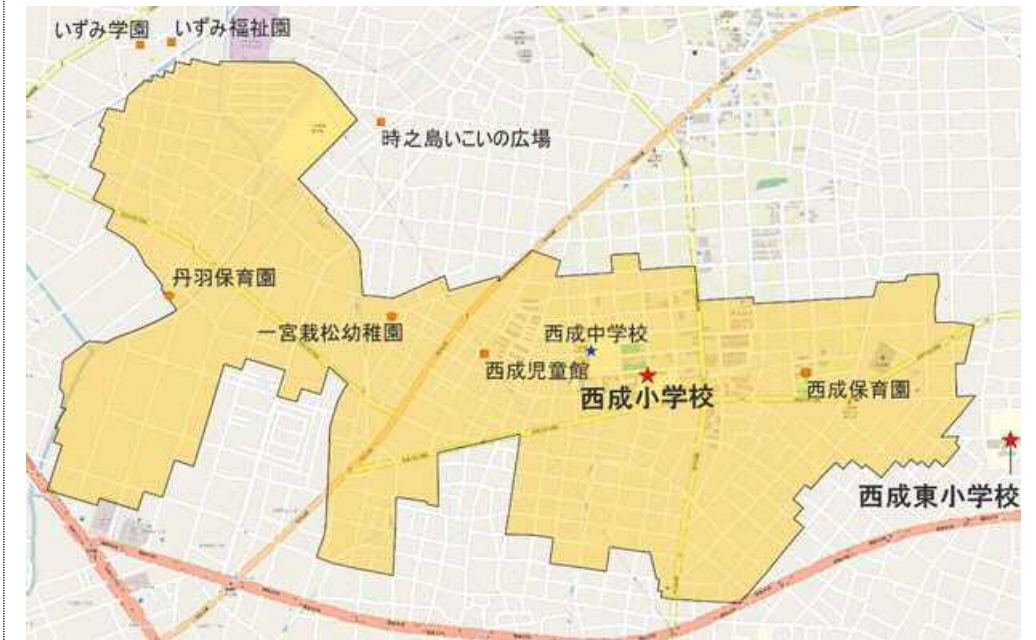 いずみ学園
いずみ福祉園
時之島いこいの広場
丹羽保育園
一宮栽松幼稚園
西成中学校
西成児童館
西成小学校
西成保育園
西成東小学校